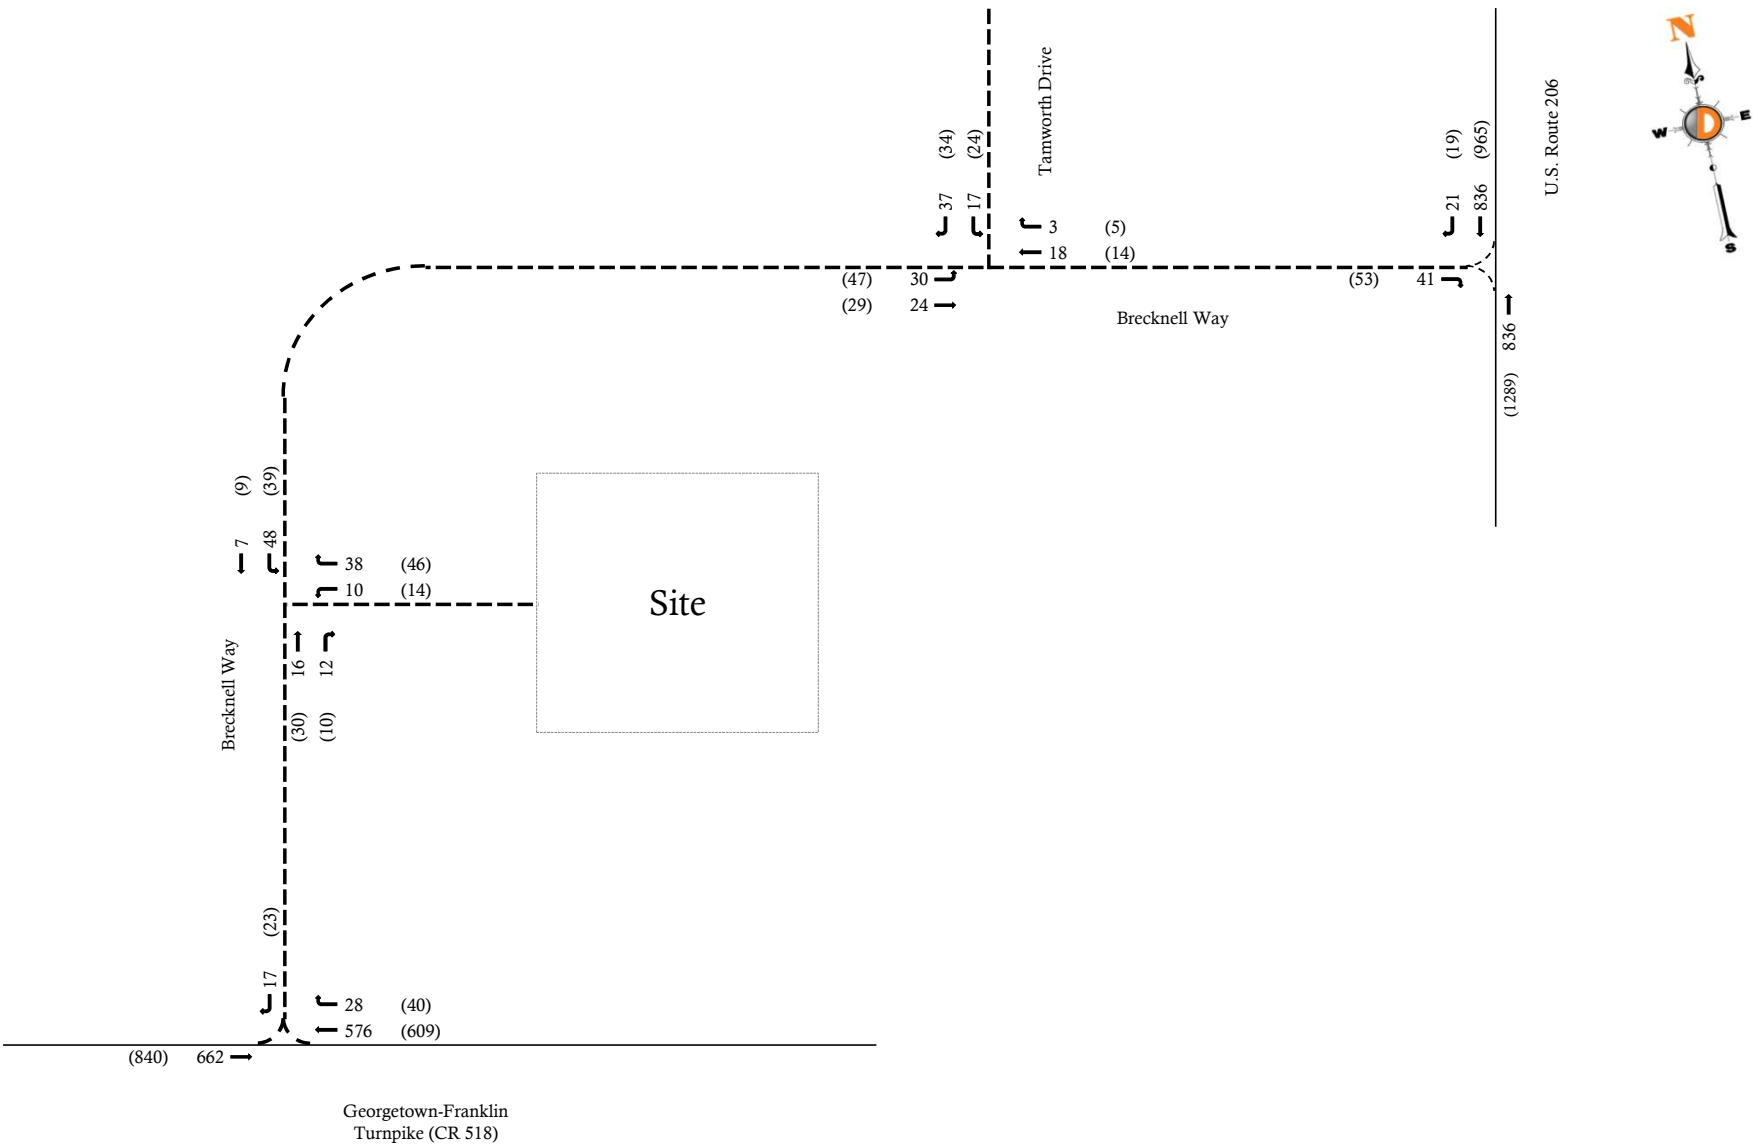 N
W
D
E
S
Tamworth Drive
U.S. Route 206
(34)
(24)
37
17
3 (5)
18 (14)
(19)
(965)
21
836
(47) 30
(29) 24
Brecknell Way
(53) 41
836
(1289)
(9)
(39)
7
48
38 (46)
10 (14)
Site
16
12
(30)
(10)
Brecknell Way
(23)
17
28 (40)
576 (609)
(840) 662
Georgetown-Franklin
Turnpike (CR 518)